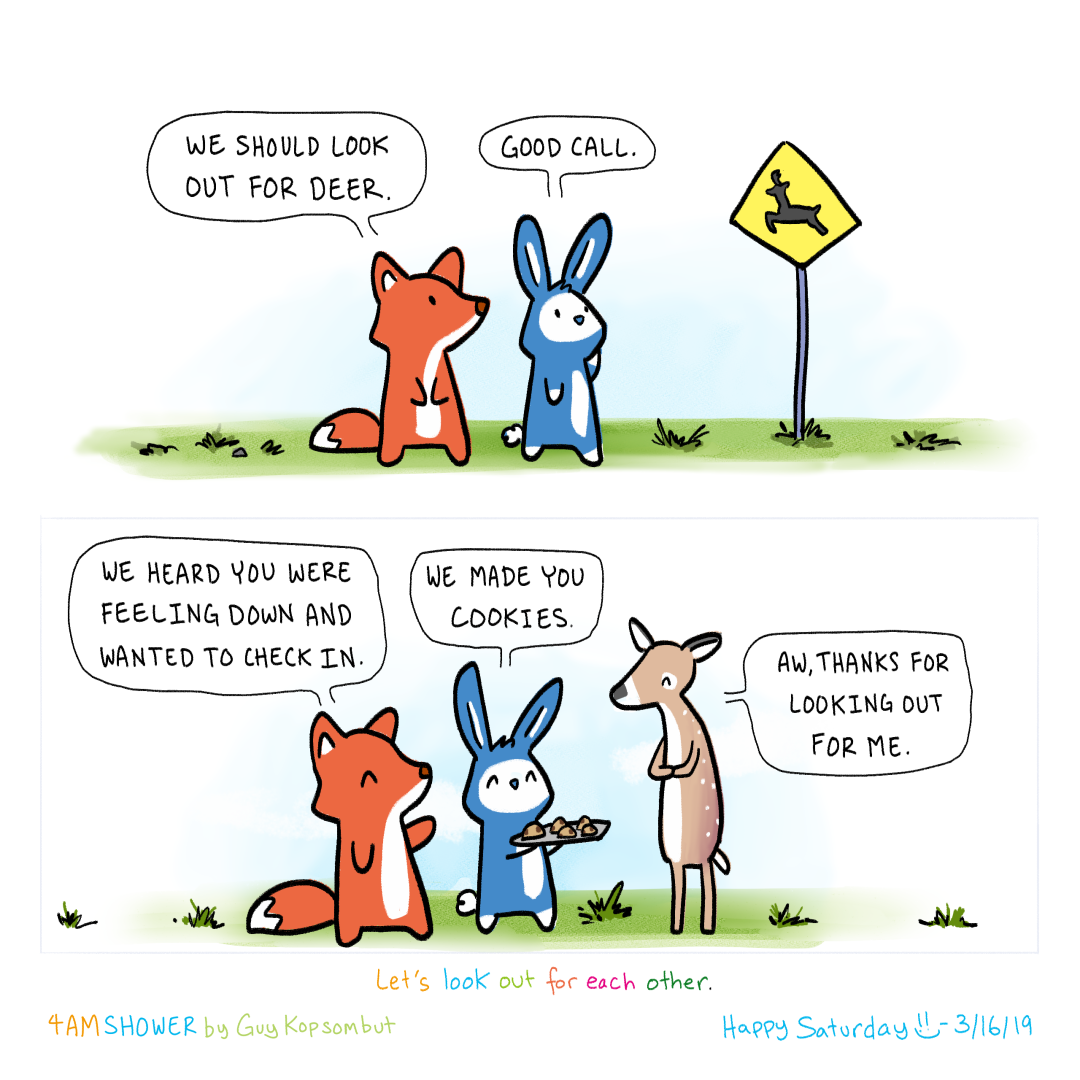 WE SHOULD LOOK
OUT FOR DEER.
GOOD CALL.
WE HEARD YOU WERE
FEELING DOWN AND
WANTED TO CHECK IN.
WE MADE YOU
COOKIES.
AW, THANKS FOR
LOOKING OUT
FOR ME.
Let's look out for each other.
4AM SHOWER by Guy Kopsombut
Happy Saturday !! - 3/16/19